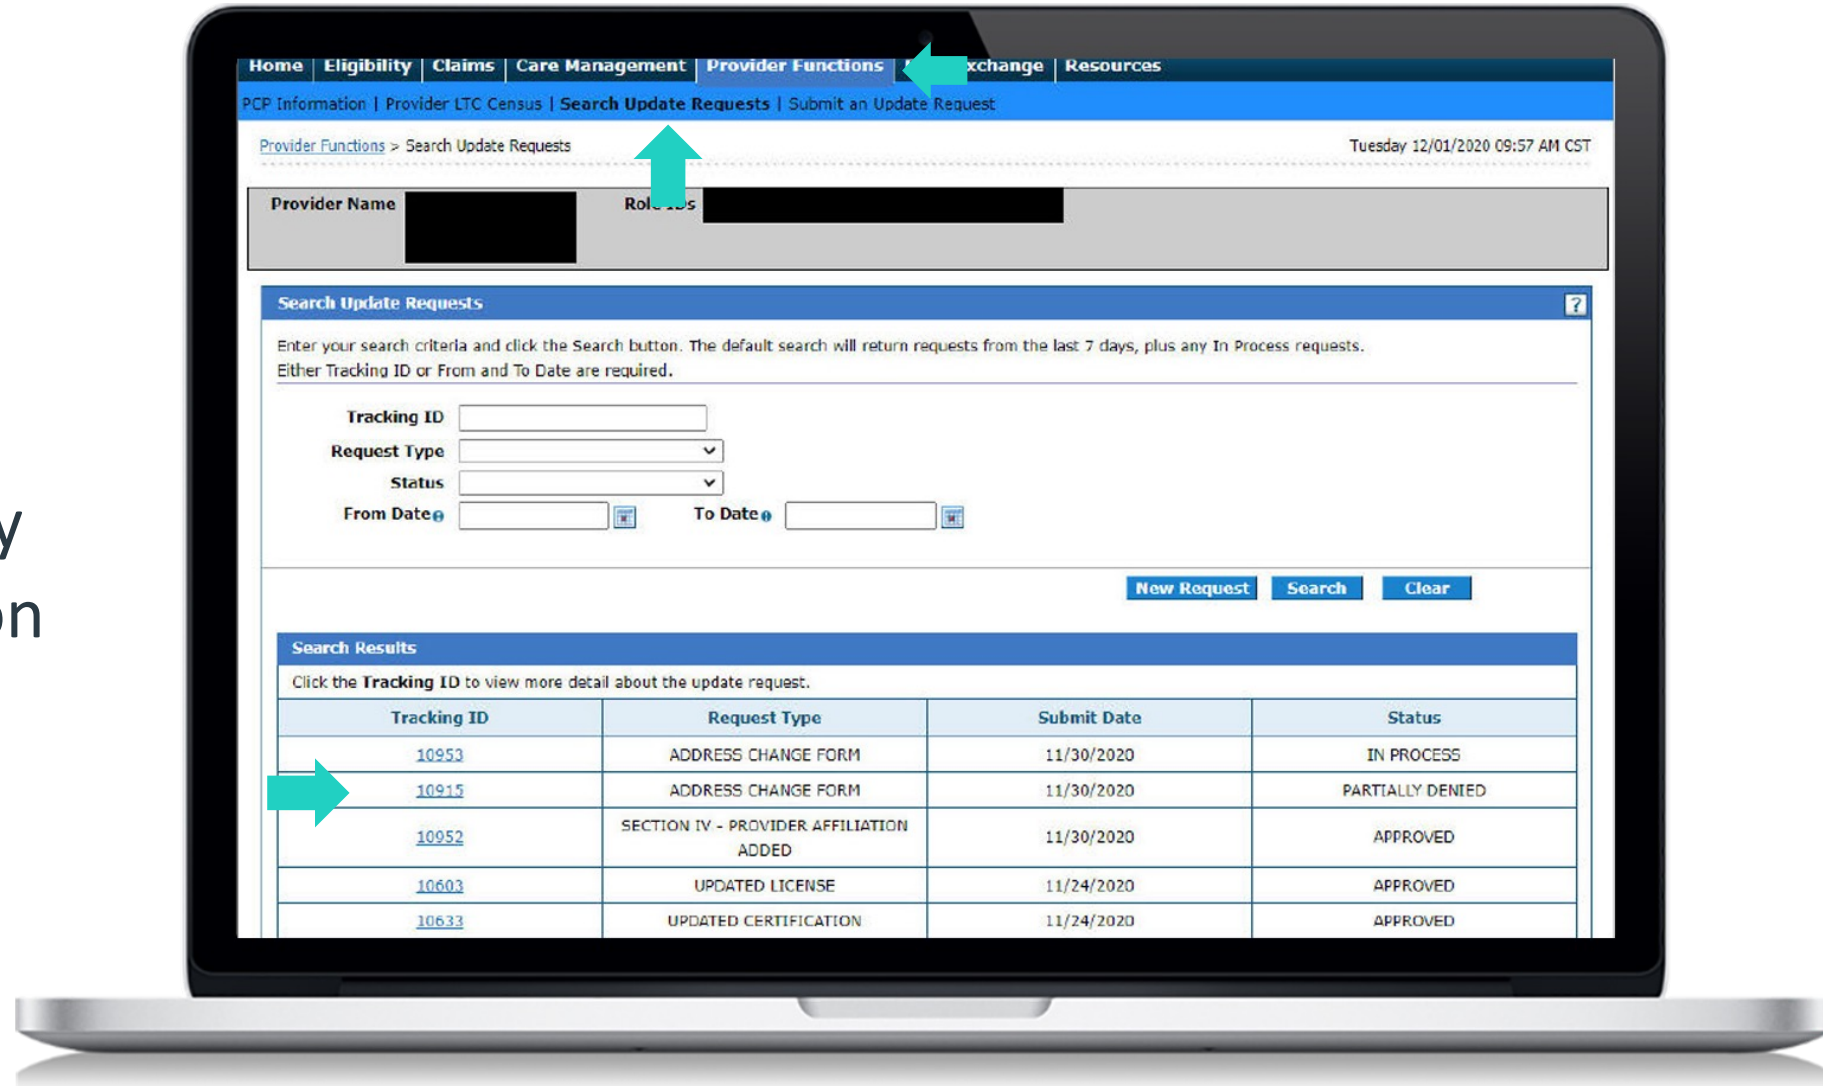 Home | Eligibility | Claims | Care Management | Provider Functions | xchange | Resources
PCP Information | Provider LTC Census | Search Update Requests | Submit an Update Request
Provider Functions > Search Update Requests
Tuesday 12/01/2020 09:57 AM CST
Provider Name
Role IDs
Search Update Requests
?
Enter your search criteria and click the Search button. The default search will return requests from the last 7 days, plus any In Process requests.
Either Tracking ID or From and To Date are required.
Tracking ID
Request Type
Status
From Date
To Date
y
on
New Request
Search
Clear
Search Results
Click the Tracking ID to view more detail about the update request.
Tracking ID Request Type Submit Date Status
10953 ADDRESS CHANGE FORM 11/30/2020 IN PROCESS
10915 ADDRESS CHANGE FORM 11/30/2020 PARTIALLY DENIED
10952 SECTION IV - PROVIDER AFFILIATION ADDED 11/30/2020 APPROVED
10603 UPDATED LICENSE 11/24/2020 APPROVED
10633 UPDATED CERTIFICATION 11/24/2020 APPROVED